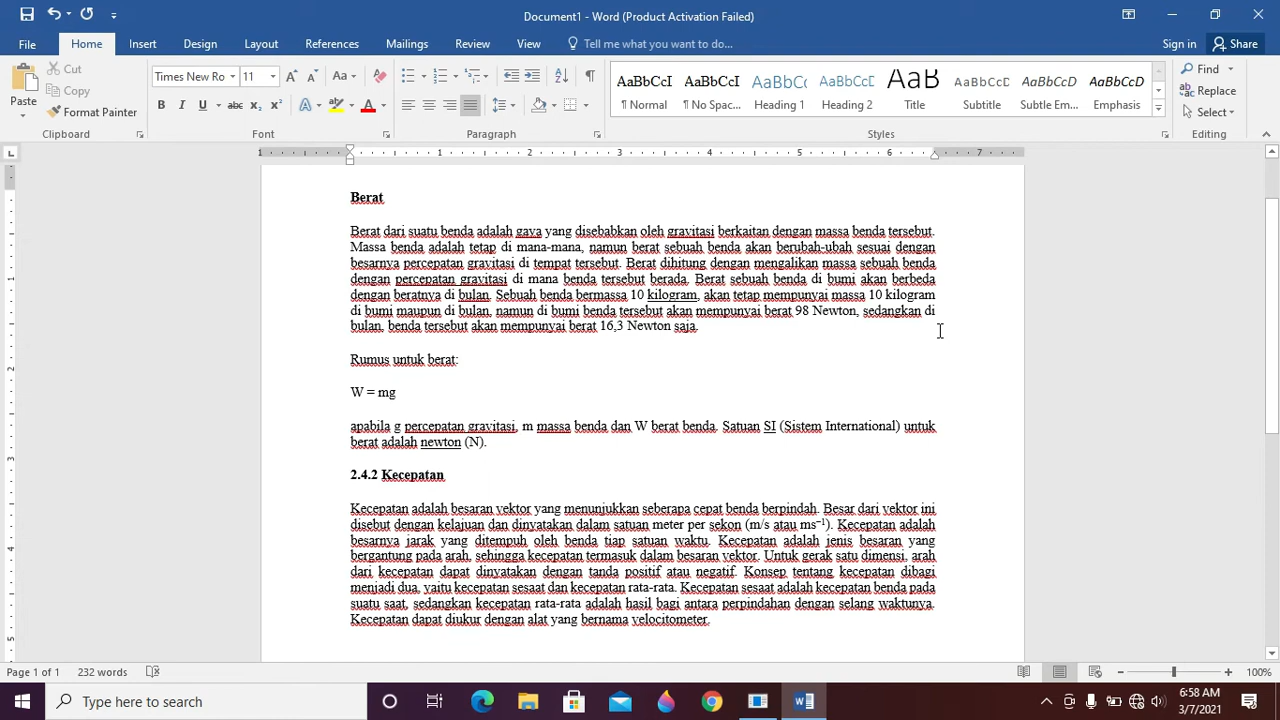 Document1 - Word (Product Activation Failed)
File Home Insert Design Layout References Mailings Review View Tell me what you want to do... Sign in Share
Cut
Copy
Format Painter
Paste
Clipboard
Times New Ro 11
Font
Paragraph
AaBbCcI AaBbCcI AaBbCc AaBbCcI AaB AaBbCcD AaBbCcD AaBbCcD
¶ Normal ¶ No Spac... Heading 1 Heading 2 Title Subtitle Subtle Em... Emphasis
Styles
Find
Replace
Select
Editing
1 1 2 3 4 5 6 7
Berat
Berat dari suatu benda adalah gaya yang disebabkan oleh gravitasi berkaitan dengan massa benda tersebut.
Massa benda adalah tetap di mana-mana, namun berat sebuah benda akan berubah-ubah sesuai dengan
besarnya percepatan gravitasi di tempat tersebut. Berat dihitung dengan mengalikan massa sebuah benda
dengan percepatan gravitasi di mana benda tersebut berada. Berat sebuah benda di bumi akan berbeda
dengan beratnya di bulan. Sebuah benda bermassa 10 kilogram, akan tetap mempunyai massa 10 kilogram
di bumi maupun di bulan, namun di bumi benda tersebut akan mempunyai berat 98 Newton, sedangkan di
bulan, benda tersebut akan mempunyai berat 16,3 Newton saja.
Rumus untuk berat:
W = mg
apabila g percepatan gravitasi, m massa benda dan W berat benda. Satuan SI (Sistem International) untuk
berat adalah newton (N).
2.4.2 Kecepatan
Kecepatan adalah besaran vektor yang menunjukkan seberapa cepat benda berpindah. Besar dari vektor ini
disebut dengan kelajuan dan dinyatakan dalam satuan meter per sekon (m/s atau ms⁻¹). Kecepatan adalah
besarnya jarak yang ditempuh oleh benda tiap satuan waktu. Kecepatan adalah jenis besaran yang
bergantung pada arah, sehingga kecepatan termasuk dalam besaran vektor. Untuk gerak satu dimensi, arah
dari kecepatan dapat dinyatakan dengan tanda positif atau negatif. Konsep tentang kecepatan dibagi
menjadi dua, yaitu kecepatan sesaat dan kecepatan rata-rata. Kecepatan sesaat adalah kecepatan benda pada
suatu saat, sedangkan kecepatan rata-rata adalah hasil bagi antara perpindahan dengan selang waktunya.
Kecepatan dapat diukur dengan alat yang bernama velocitometer.
Page 1 of 1 232 words 100%
Type here to search
6:58 AM
3/7/2021